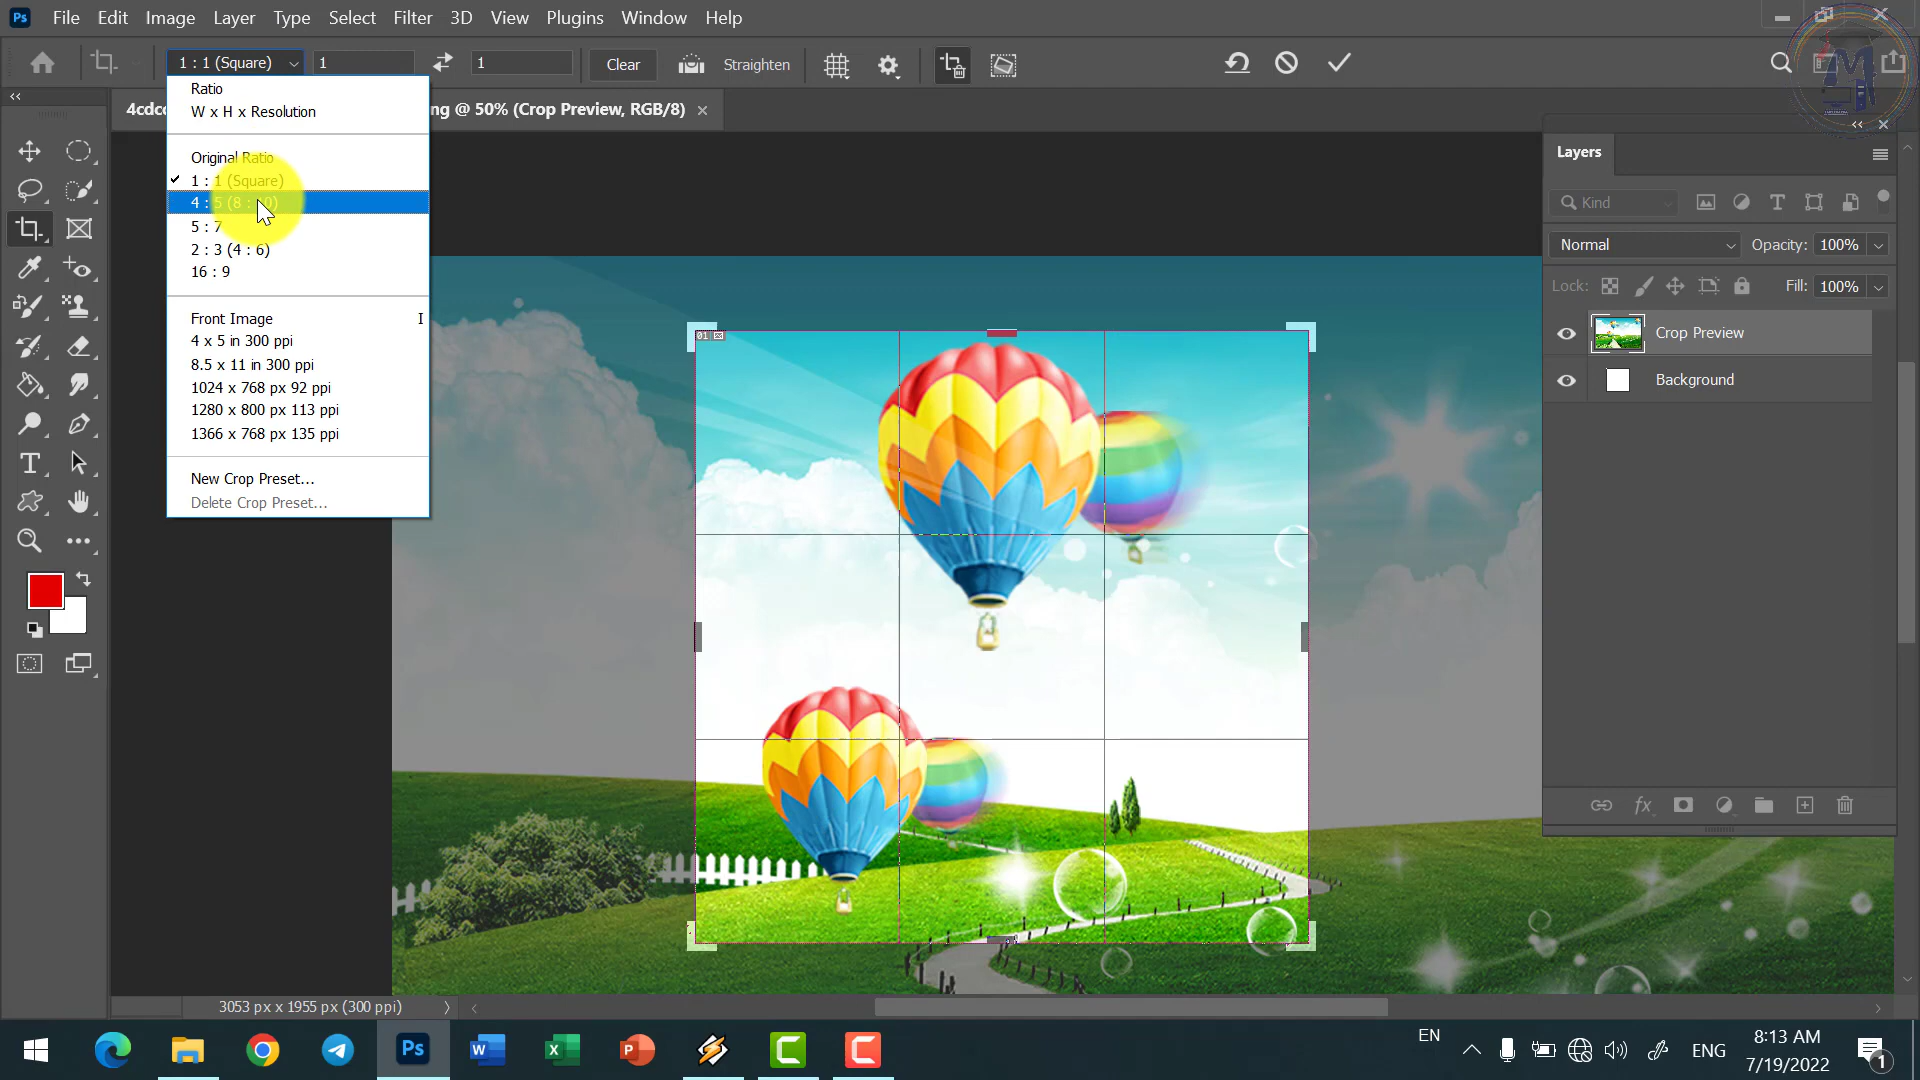 Ps File Edit Image Layer Type Select Filter 3D View Plugins Window Help
1 : 1 (Square) 1 1 Clear Straighten
4cdcc ng @ 50% (Crop Preview, RGB/8)
Ratio
W x H x Resolution
Original Ratio
1 : 1 (Square)
4 : 5 (8 : 10)
5 : 7
2 : 3 (4 : 6)
16 : 9
Front Image I
4 x 5 in 300 ppi
8.5 x 11 in 300 ppi
1024 x 768 px 92 ppi
1280 x 800 px 113 ppi
1366 x 768 px 135 ppi
New Crop Preset...
Delete Crop Preset...
01
Layers
Kind
Normal Opacity: 100%
Lock: Fill: 100%
Crop Preview
Background
3053 px x 1955 px (300 ppi)
EN
ENG
8:13 AM
7/19/2022
1